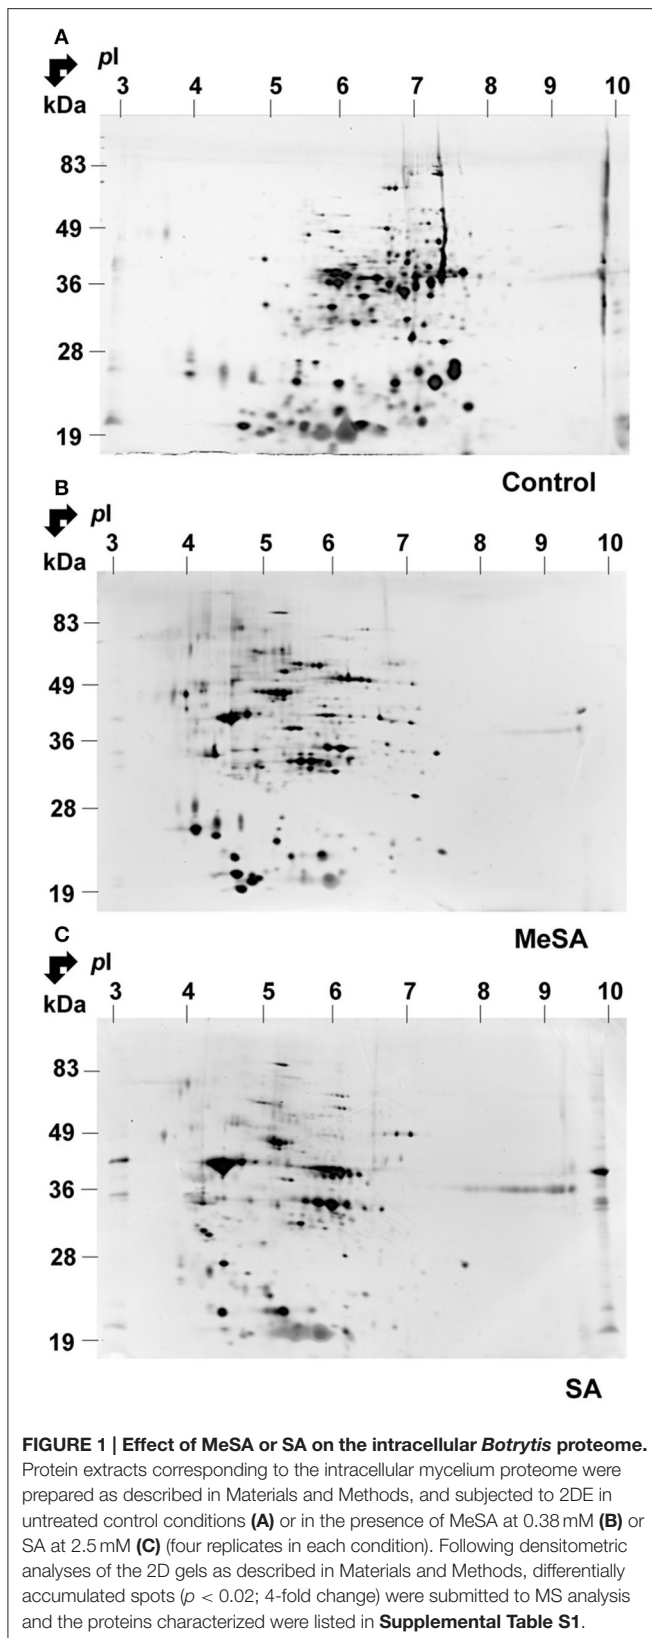 A
pI
3 4 5 6 7 8 9 10
kDa
83
49
36
28
19
Control
B
pI
3 4 5 6 7 8 9 10
kDa
83
49
36
28
19
MeSA
C
pI
3 4 5 6 7 8 9 10
kDa
83
49
36
28
19
SA
FIGURE 1 | Effect of MeSA or SA on the intracellular Botrytis proteome.
Protein extracts corresponding to the intracellular mycelium proteome were
prepared as described in Materials and Methods, and subjected to 2DE in
untreated control conditions (A) or in the presence of MeSA at 0.38 mM (B) or
SA at 2.5 mM (C) (four replicates in each condition). Following densitometric
analyses of the 2D gels as described in Materials and Methods, differentially
accumulated spots (p < 0.02; 4-fold change) were submitted to MS analysis
and the proteins characterized were listed in Supplemental Table S1.